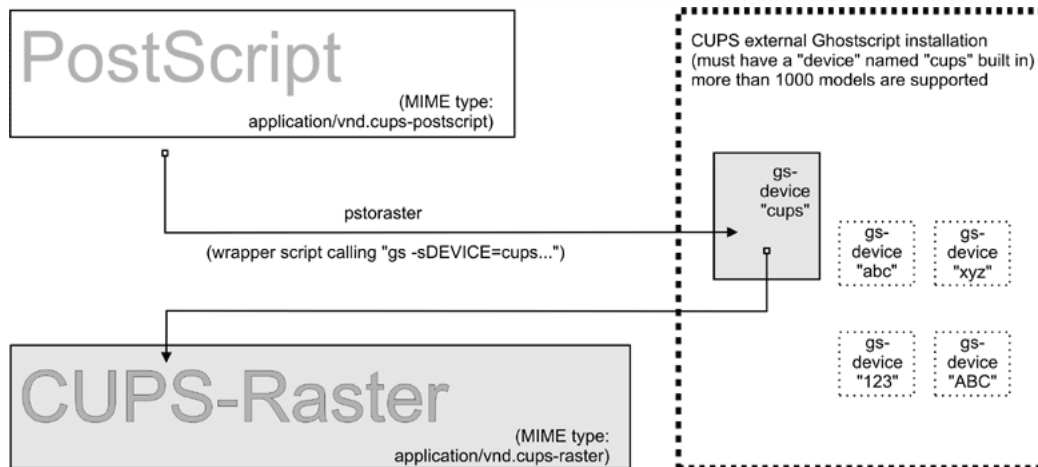 PostScript
(MIME type:
application/vnd.cups-postscript)
CUPS external Ghostscript installation
(must have a "device" named "cups" built in)
more than 1000 models are supported
gs-
device
"cups"
pstoraster
(wrapper script calling "gs -sDEVICE=cups...")
gs-
device
"abc"
gs-
device
"xyz"
gs-
device
"123"
gs-
device
"ABC"
CUPS-Raster
(MIME type:
application/vnd.cups-raster)